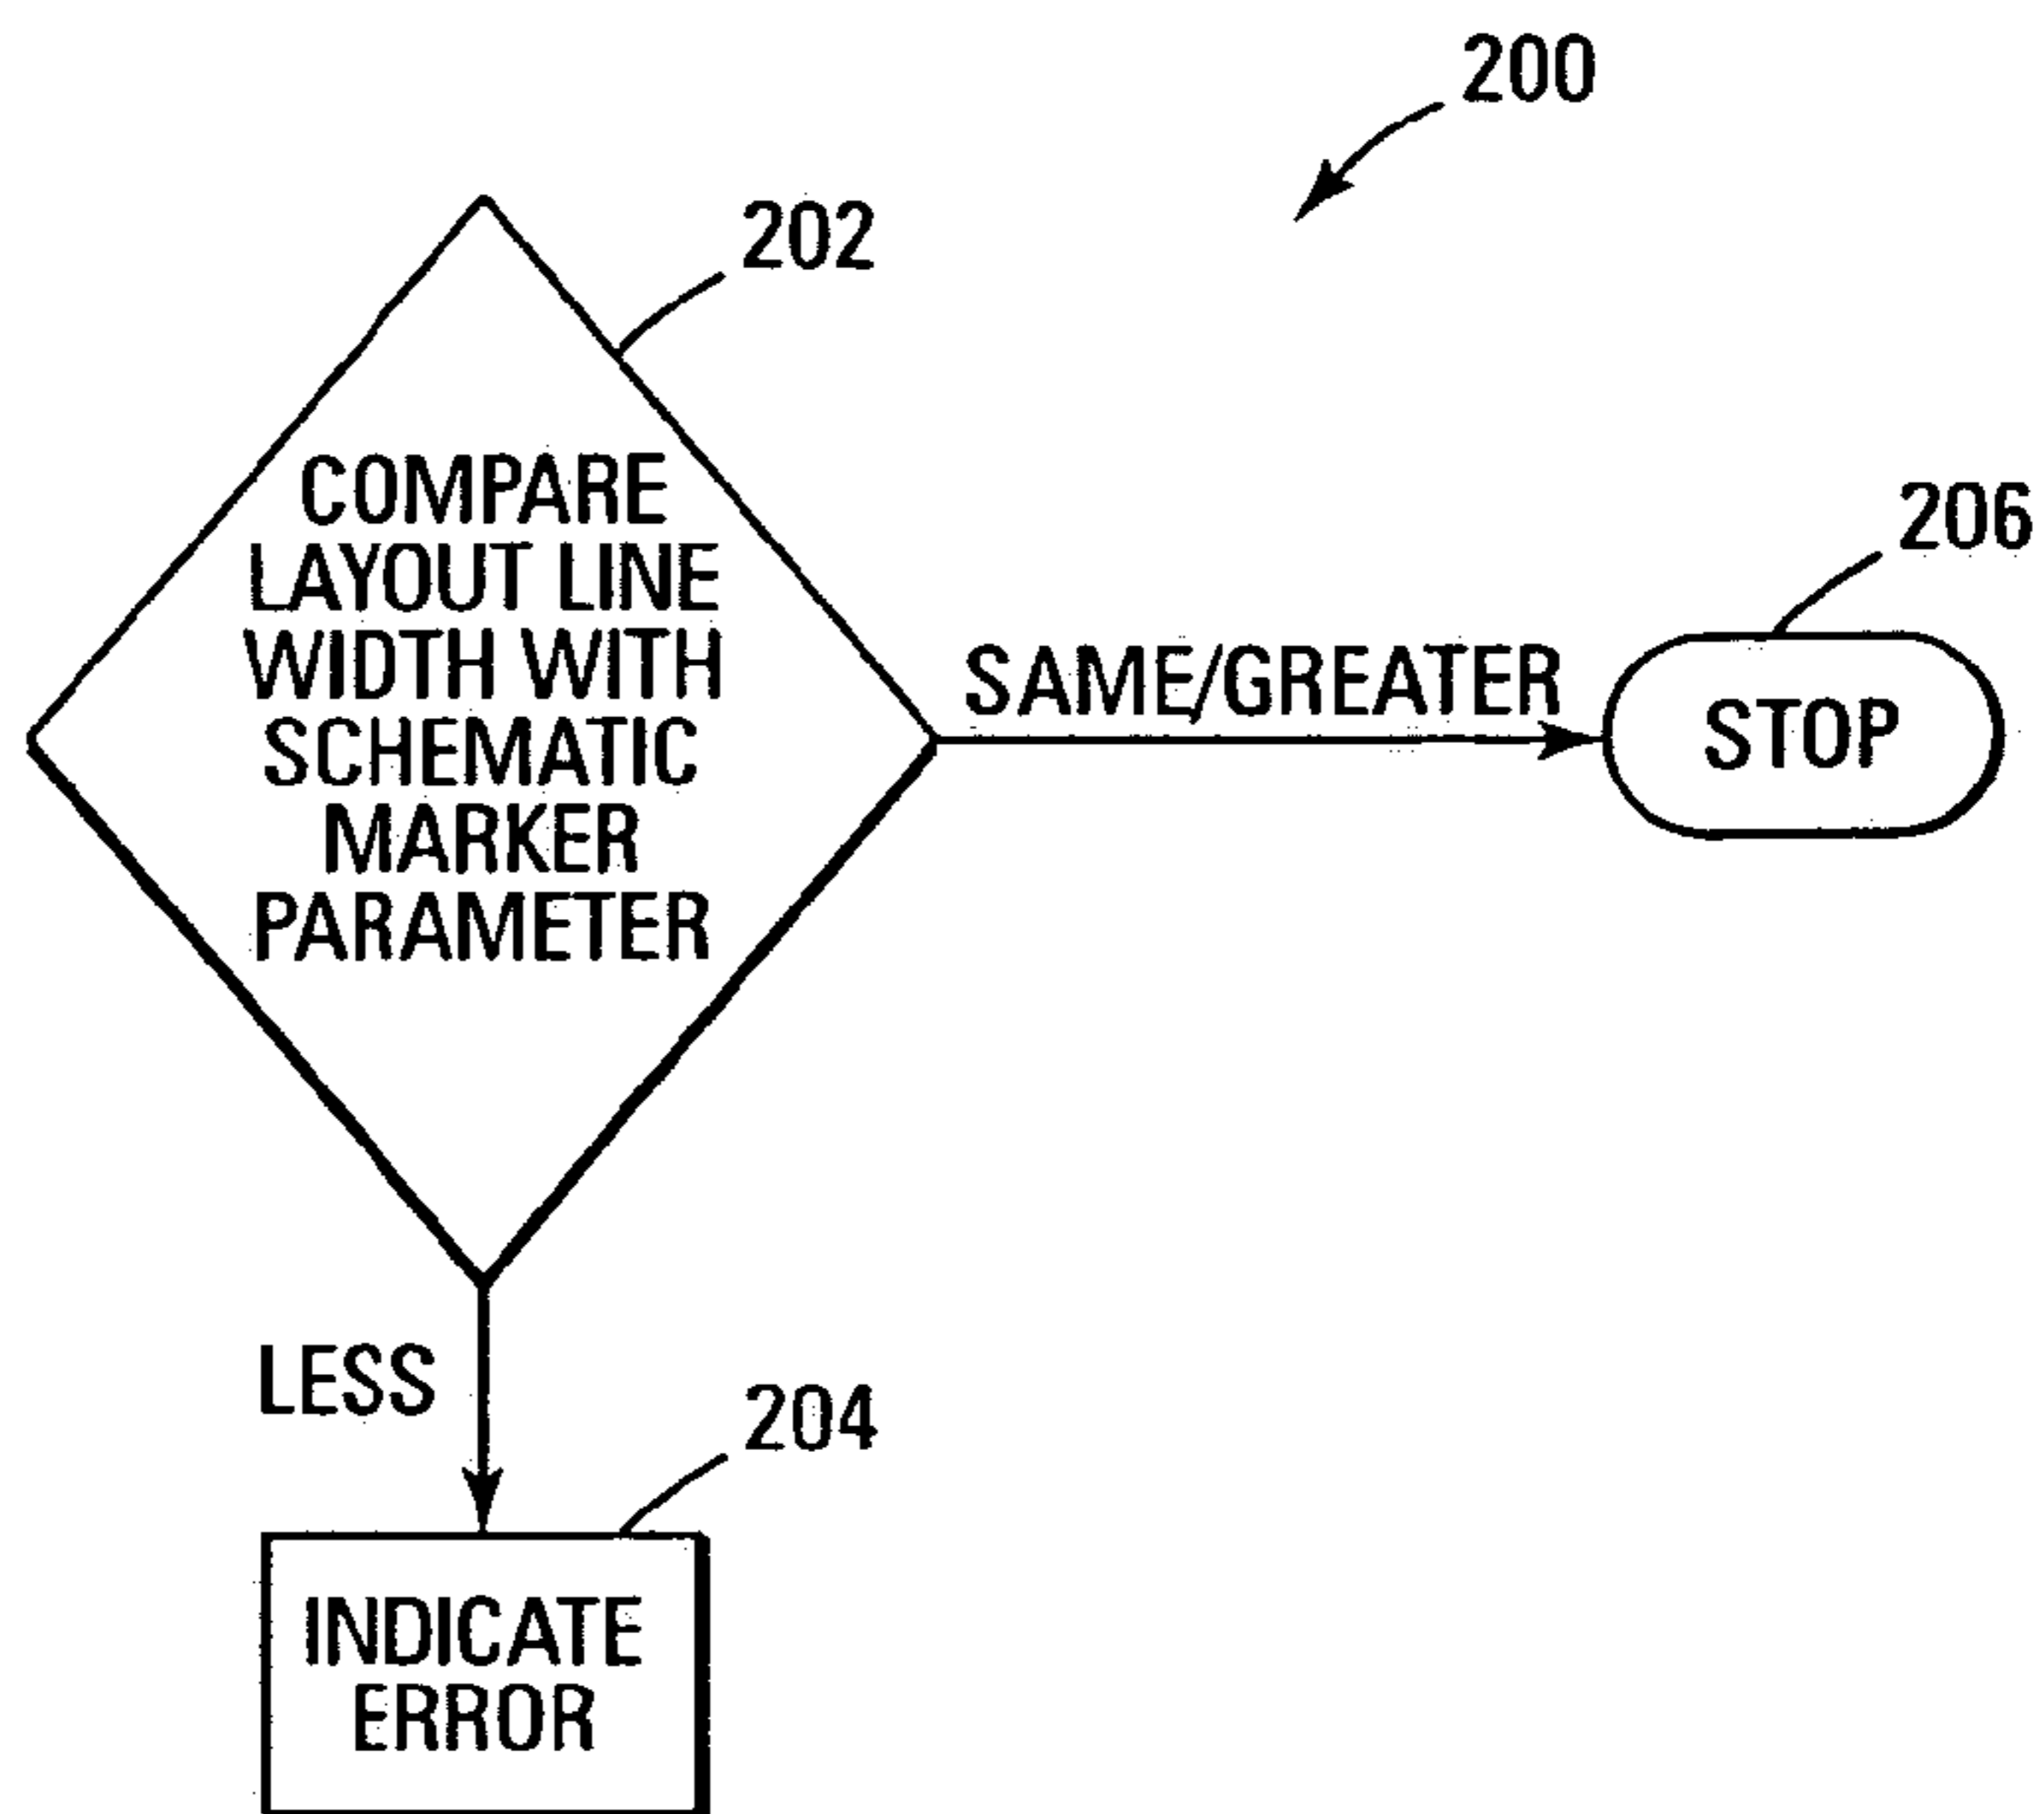 200
202
COMPARE
LAYOUT LINE
WIDTH WITH
SCHEMATIC
MARKER
PARAMETER
206
SAME/GREATER
STOP
LESS
204
INDICATE
ERROR